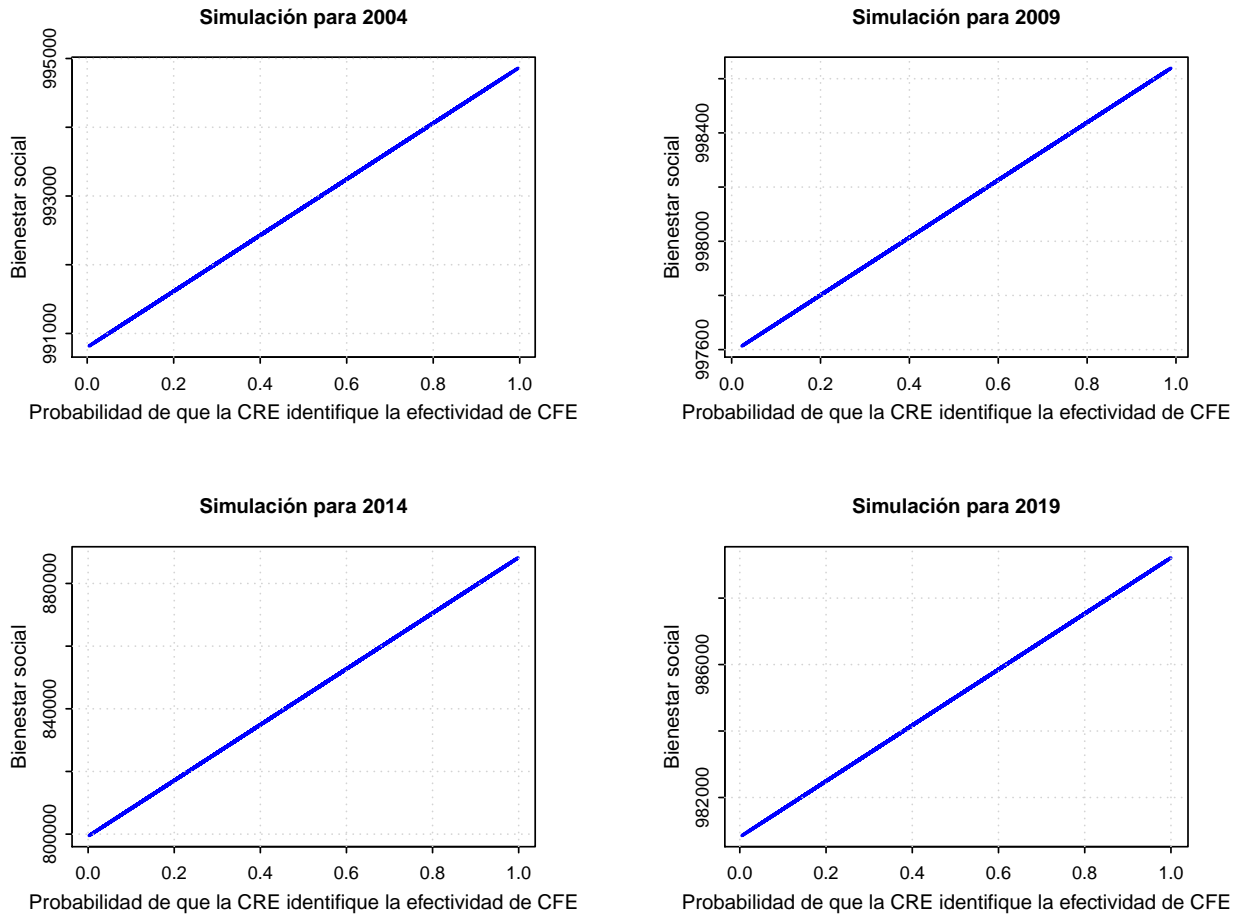 Simulación para 2004
995000
993000
991000
Bienestar social
0.0 0.2 0.4 0.6 0.8 1.0
Probabilidad de que la CRE identifique la efectividad de CFE
Simulación para 2009
998400
998000
997600
Bienestar social
0.0 0.2 0.4 0.6 0.8 1.0
Probabilidad de que la CRE identifique la efectividad de CFE
Simulación para 2014
880000
840000
800000
Bienestar social
0.0 0.2 0.4 0.6 0.8 1.0
Probabilidad de que la CRE identifique la efectividad de CFE
Simulación para 2019
986000
982000
Bienestar social
0.0 0.2 0.4 0.6 0.8 1.0
Probabilidad de que la CRE identifique la efectividad de CFE